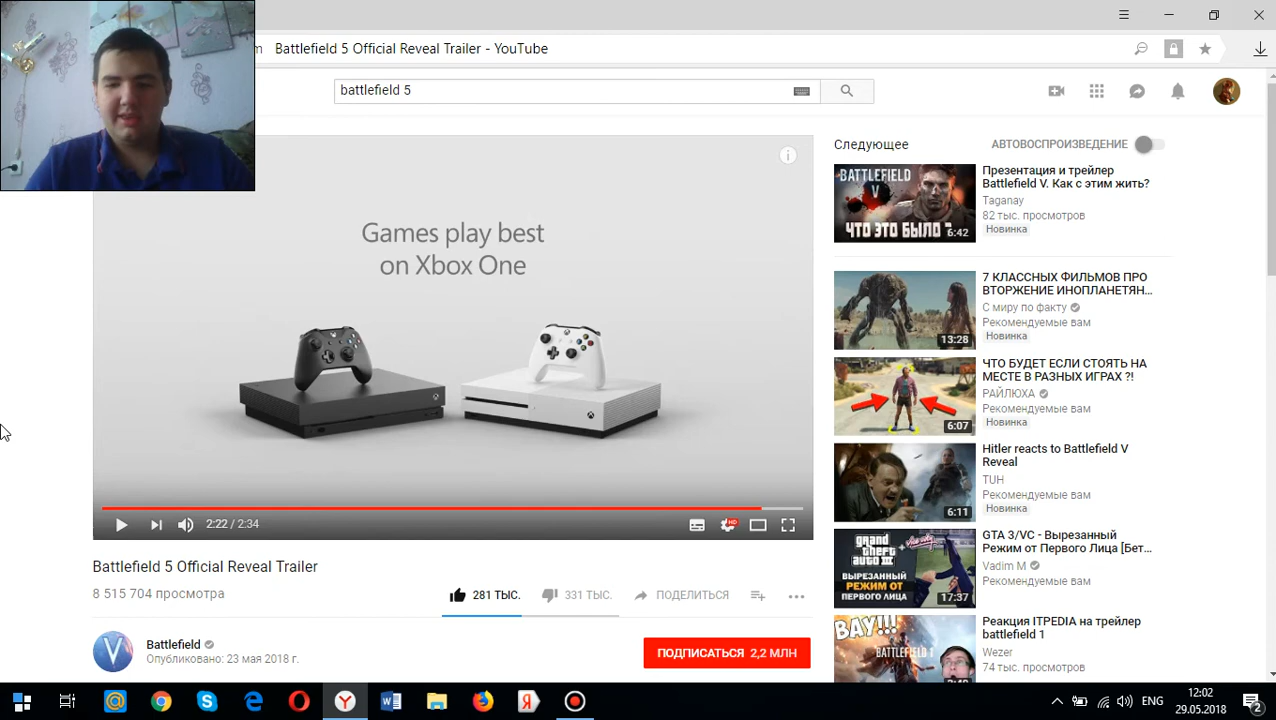 m Battlefield 5 Official Reveal Trailer - YouTube
battlefield 5
Games play best
on Xbox One
2:22 / 2:34
HD
Battlefield 5 Official Reveal Trailer
8 515 704 просмотра
281 ТЫС.
331 ТЫС.
ПОДЕЛИТЬСЯ
V
Battlefield
Опубликовано: 23 мая 2018 г.
ПОДПИСАТЬСЯ 2,2 МЛН
Следующее
АВТОВОСПРОИЗВЕДЕНИЕ
BATTLEFIELD
V
ЧТО ЭТО БЫЛО ?
6:42
Презентация и трейлер
Battlefield V. Как с этим жить?
Taganay
82 тыс. просмотров
Новинка
13:28
7 КЛАССНЫХ ФИЛЬМОВ ПРО
ВТОРЖЕНИЕ ИНОПЛАНЕТЯН...
С миру по факту
Рекомендуемые вам
Новинка
6:07
ЧТО БУДЕТ ЕСЛИ СТОЯТЬ НА
МЕСТЕ В РАЗНЫХ ИГРАХ ?!
РАЙЛЮХА
Рекомендуемые вам
Новинка
6:11
Hitler reacts to Battlefield V
Reveal
TUH
Рекомендуемые вам
Новинка
grand
theft
auto
ВЫРЕЗАННЫЙ
РЕЖИМ ОТ
ПЕРВОГО ЛИЦА
17:37
GTA 3/VC - Вырезанный
Режим от Первого Лица [Бет...
Vadim M
Рекомендуемые вам
ВАУ!!!
BATTLEFIELD 1
Реакция ITPEDIA на трейлер
battlefield 1
Wezer
74 тыс. просмотров
ENG
12:02
29.05.2018
2